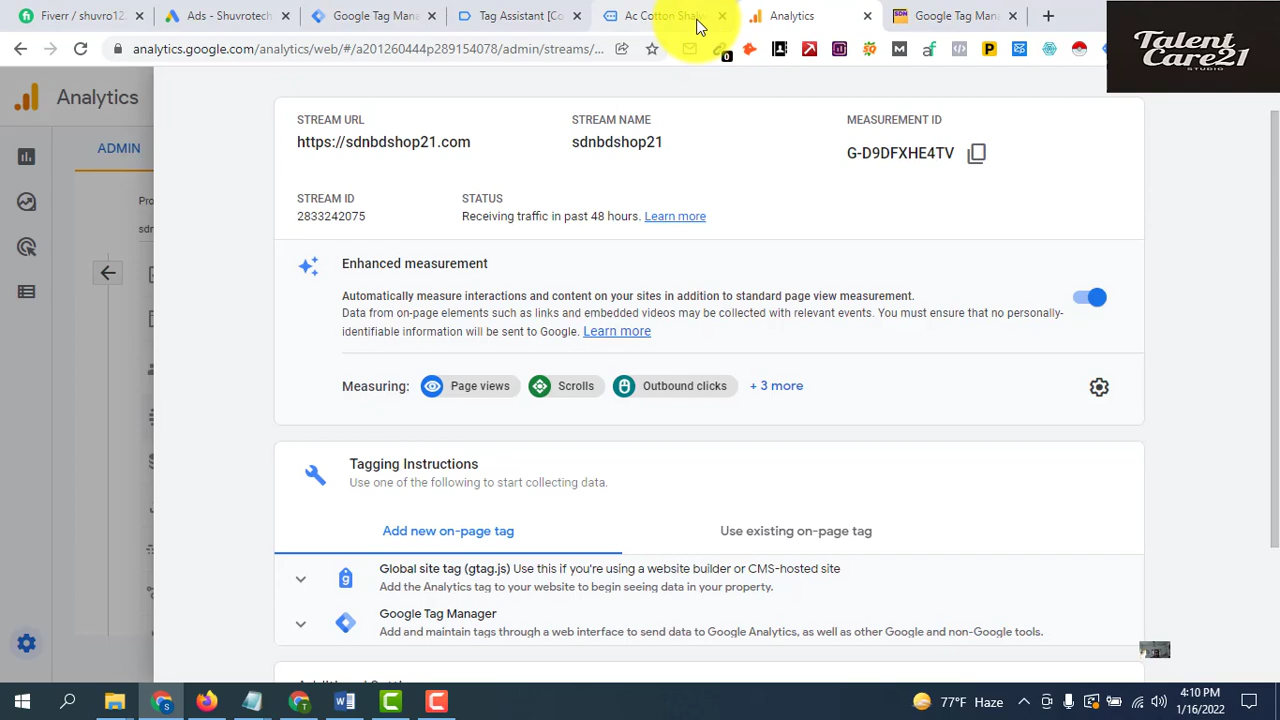 Fiverr / shuvro12
Ads - Shuvrotech
Google Tag Mana
Tag Assistant [Co
Ac Cotton Shalw
Analytics
Google Tag Mana
analytics.google.com/analytics/web/#/a201260444p289154078/admin/streams/...
0
Talent
Care21
STUDIO
Analytics
ADMIN
Pro
sdn
STREAM URL
https://sdnbdshop21.com
STREAM NAME
sdnbdshop21
MEASUREMENT ID
G-D9DFXHE4TV
STREAM ID
2833242075
STATUS
Receiving traffic in past 48 hours. Learn more
Enhanced measurement
Automatically measure interactions and content on your sites in addition to standard page view measurement.
Data from on-page elements such as links and embedded videos may be collected with relevant events. You must ensure that no personally-
identifiable information will be sent to Google. Learn more
Measuring: Page views Scrolls Outbound clicks + 3 more
Tagging Instructions
Use one of the following to start collecting data.
Add new on-page tag
Use existing on-page tag
Global site tag (gtag.js) Use this if you're using a website builder or CMS-hosted site
Add the Analytics tag to your website to begin seeing data in your property.
Google Tag Manager
Add and maintain tags through a web interface to send data to Google Analytics, as well as other Google and non-Google tools.
77°F Haze
4:10 PM
1/16/2022